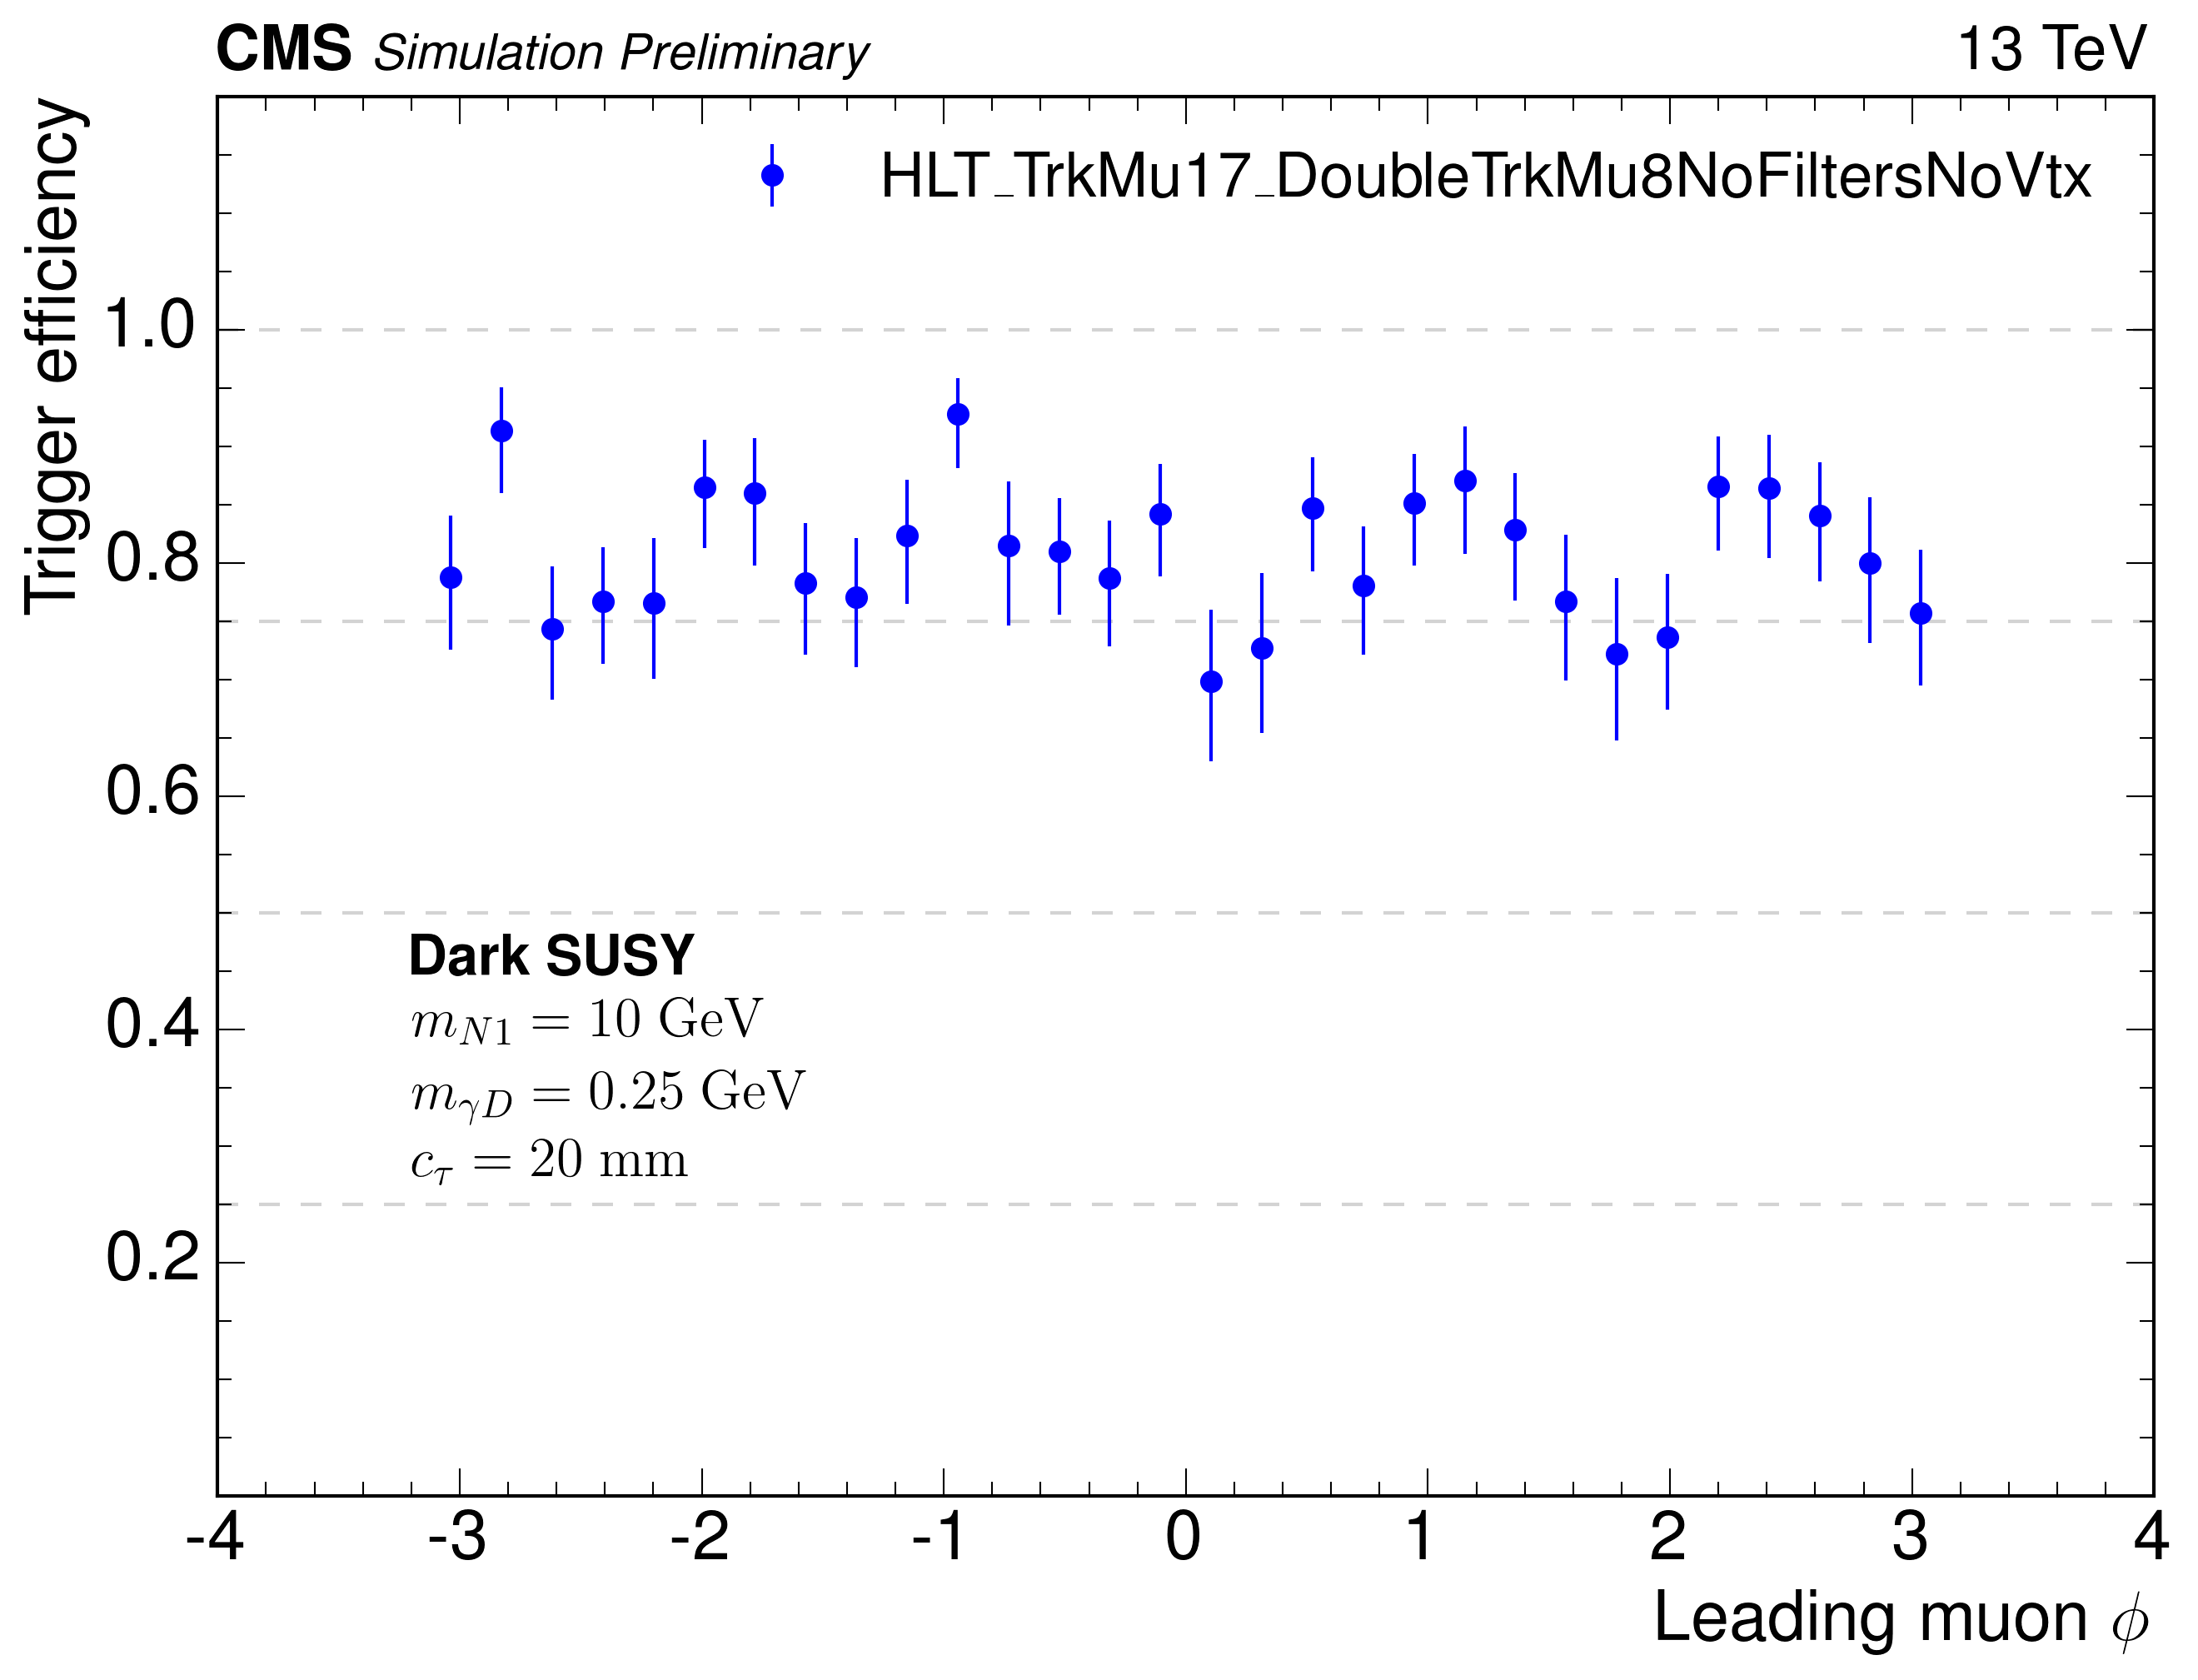 CMS Simulation Preliminary 13 TeV
HLT_TrkMu17_DoubleTrkMu8NoFiltersNoVtx
Trigger efficiency
1.0
0.8
0.6
0.4
0.2
Dark SUSY
m_{N1} = 10 GeV
m_{γD} = 0.25 GeV
c_τ = 20 mm
-4 -3 -2 -1 0 1 2 3 4
Leading muon ϕ